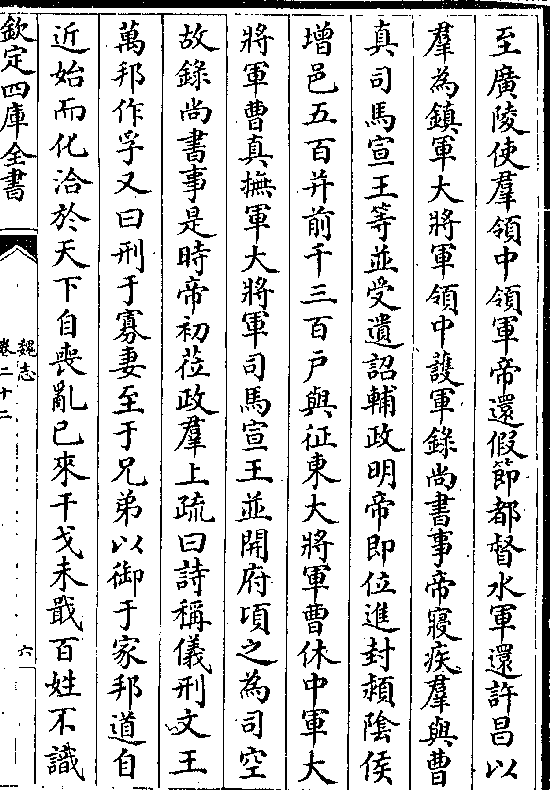 至廣陵使羣領中領軍帝還假節都督水軍還許昌以
羣為鎮軍大將軍領中護軍錄尚書事帝寢疾羣與曹
真司馬宣王等並受遺詔輔政明帝即位進封潁陰侯
增邑五百并前千三百户與征東大將軍曹休中軍大
將軍曹真撫軍大將軍司馬宣王並開府頃之為司空
故錄尚書事是時帝初莅政羣上疏曰詩稱儀刑文王
萬邦作孚又曰刑于寡妻至于兄弟以御于家邦道自
近始而化洽於天下自喪亂已來干戈未戢百姓不識
欽定四庫全書
魏志
卷二十二
六